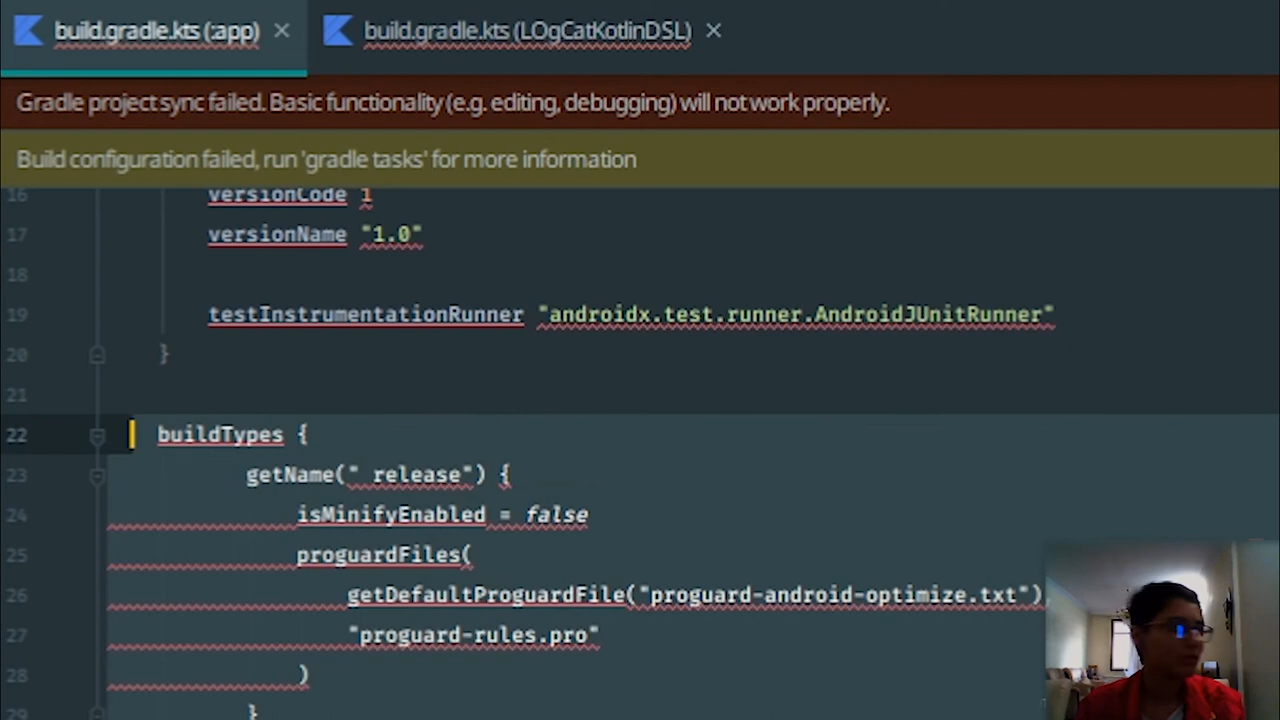 build.gradle.kts (:app)
build.gradle.kts (LOgCatKotlinDSL)
Gradle project sync failed. Basic functionality (e.g. editing, debugging) will not work properly.
Build configuration failed, run 'gradle tasks' for more information
16 versionCode 1
17 versionName "1.0"
18
19 testInstrumentationRunner "androidx.test.runner.AndroidJUnitRunner"
20 }
21
22 buildTypes {
23 getName(" release") {
24 isMinifyEnabled = false
25 proguardFiles(
26 getDefaultProguardFile("proguard-android-optimize.txt")
27 "proguard-rules.pro"
28 )
29 }